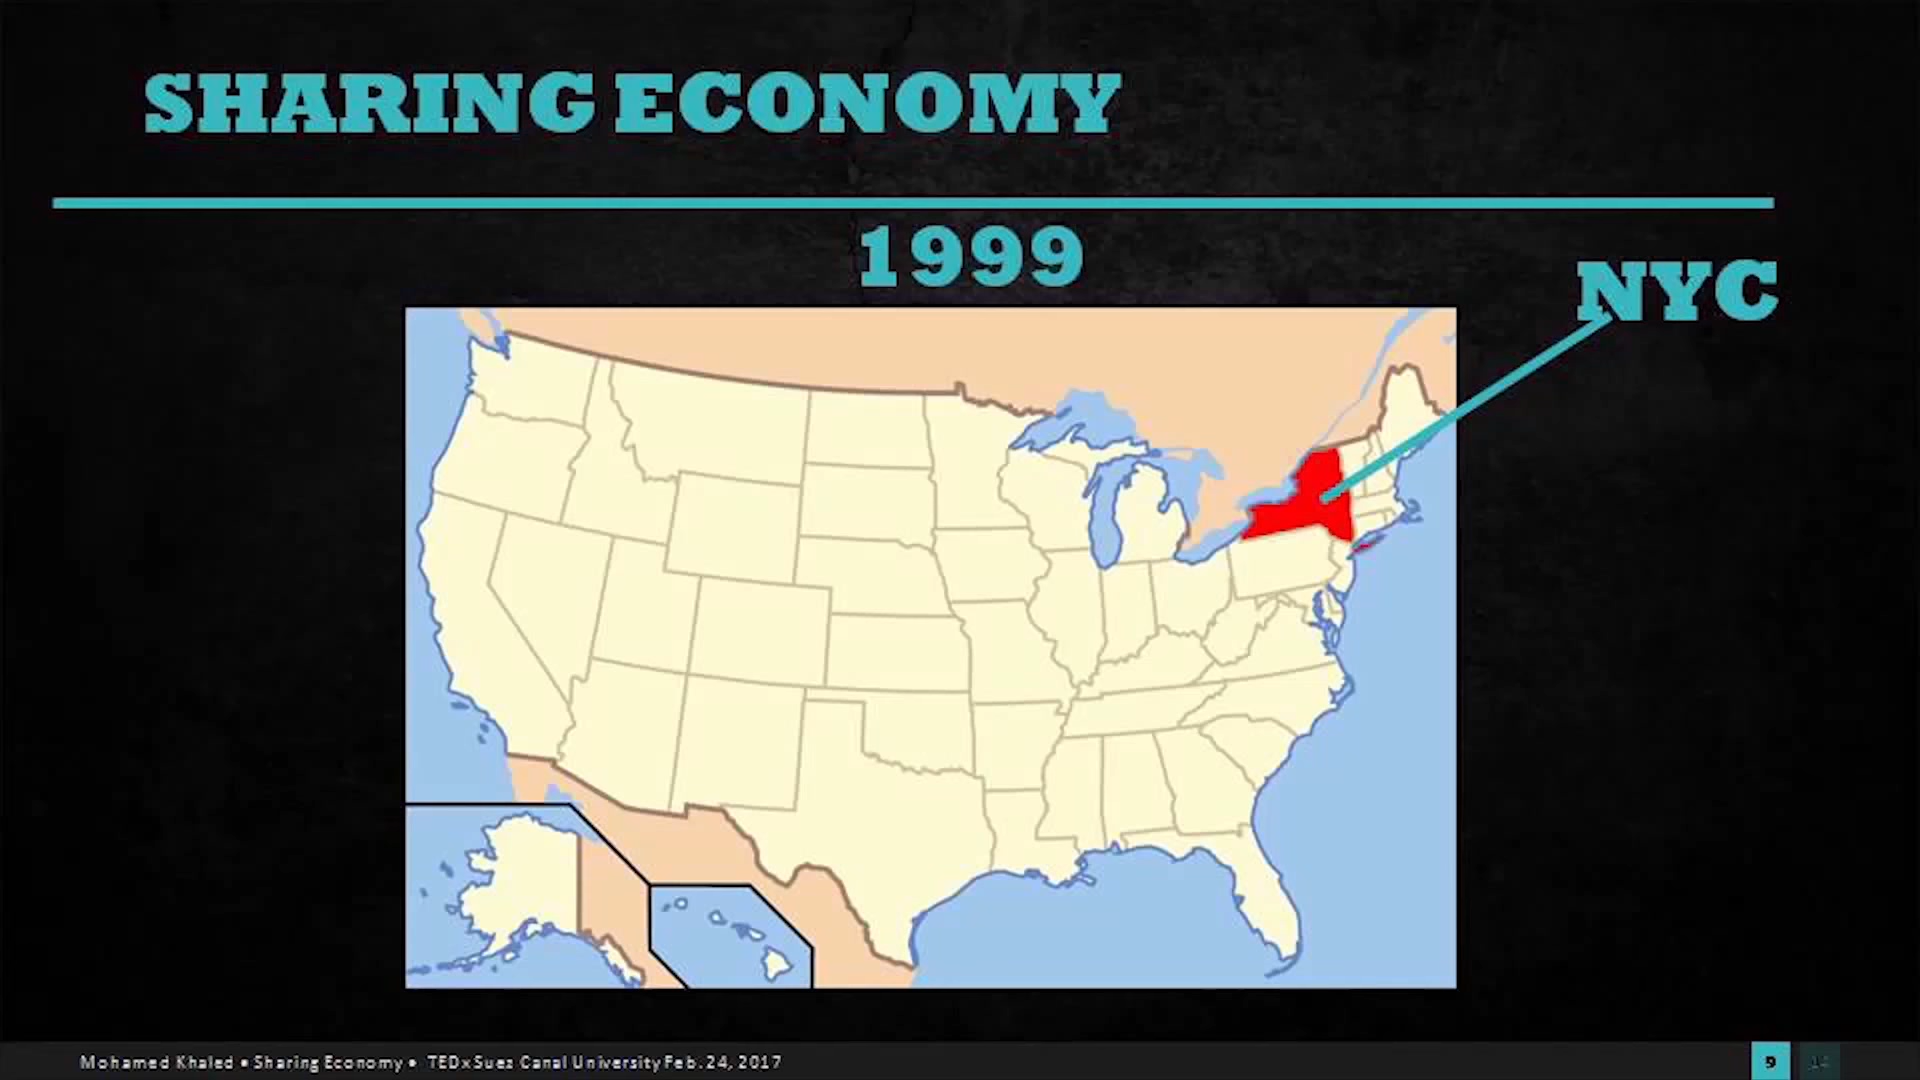 SHARING ECONOMY
1999
NYC
Mohamed Khaled • Sharing Economy • TEDxSuez Canal University Feb. 24, 2017
9